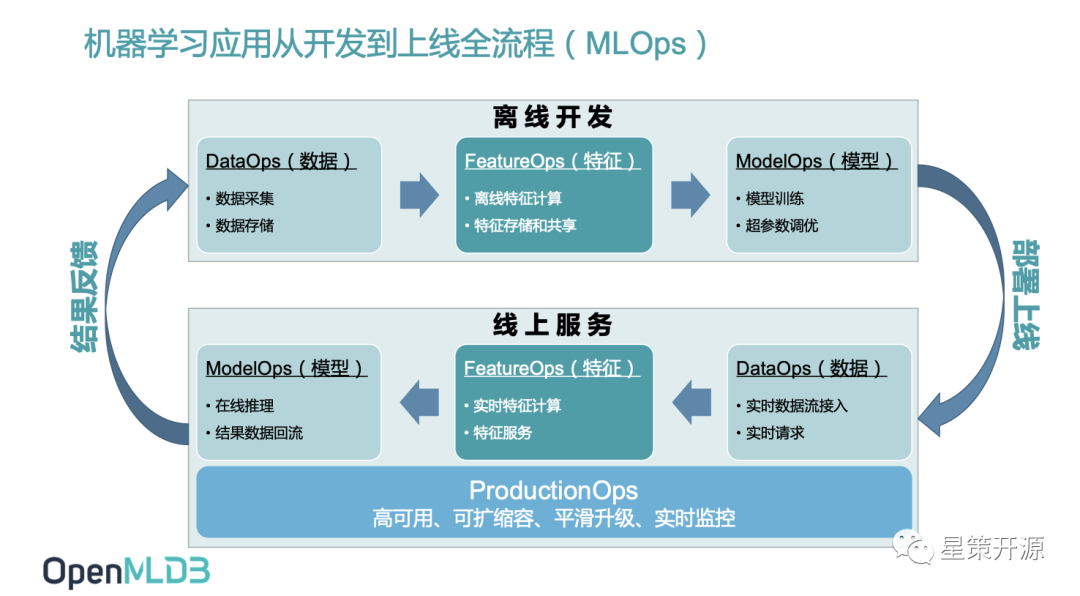 机器学习应用从开发到上线全流程（MLOps）
离线开发
DataOps（数据）
• 数据采集
• 数据存储
FeatureOps（特征）
• 离线特征计算
• 特征存储和共享
ModelOps（模型）
• 模型训练
• 超参数调优
结果反馈
部署上线
线上服务
ModelOps（模型）
• 在线推理
• 结果数据回流
FeatureOps（特征）
• 实时特征计算
• 特征服务
DataOps（数据）
• 实时数据流接入
• 实时请求
ProductionOps
高可用、可扩缩容、平滑升级、实时监控
OpenMLDB
星策开源